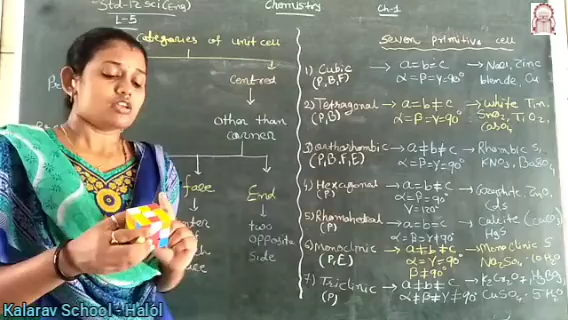 Std-12 sci(Eng)
L-5
Chemistry
Ch-1
Categories of unit cell
Centred
Other than
corner
face
End
two
opposite
side
Seven primitive cell
1) Cubic → a=b=c → NaCl, Zinc
(P,B,F) α=β=γ=90° blende, Cu
2) Tetragonal → a=b≠c → white Tin,
(P,B) α=β=γ=90° SnO2, TiO2,
CaSO4
3) Orthorhombic → a≠b≠c → Rhombic S,
(P,B,F,E) α=β=γ=90° KNO3, BaSO4
4) Hexagonal → a=b≠c → Graphite, ZnO,
(P) α=β=90° Cds
γ=120°
5) Rhombohedral → a=b=c → calcite (CaCO3)
(P) α=β=γ≠90° HgS
6) Monoclinic → a≠b≠c → Monoclinic S
(P,E) α=γ=90° Na2SO4·10H2O
β≠90°
7) Triclinic → a≠b≠c → K2Cr2O7, H3BO3,
(P) α≠β≠γ≠90° CuSO4·5H2O
Kalarav School - Halol